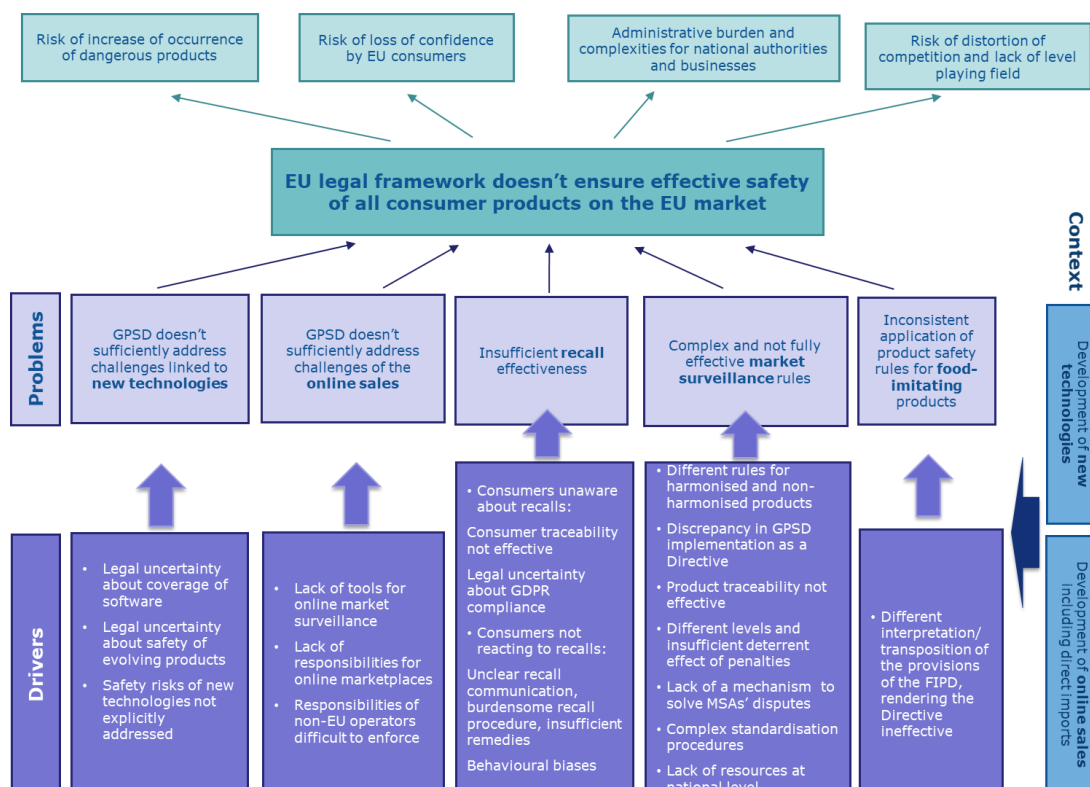 Risk of increase of occurrence
of dangerous products
Risk of loss of confidence
by EU consumers
Administrative burden and
complexities for national authorities
and businesses
Risk of distortion of
competition and lack of level
playing field
EU legal framework doesn’t ensure effective safety
of all consumer products on the EU market
Context
Problems
GPSD doesn’t
sufficiently address
challenges linked to
new technologies
GPSD doesn’t
sufficiently address
challenges of the
online sales
Insufficient recall
effectiveness
Complex and not fully
effective market
surveillance rules
Inconsistent
application of
product safety
rules for food-
imitating
products
Development of new
technologies
Drivers
• Legal uncertainty
about coverage of
software
• Legal uncertainty
about safety of
evolving products
• Safety risks of new
technologies not
explicitly
addressed
• Lack of tools for
online market
surveillance
• Lack of
responsibilities for
online marketplaces
• Responsibilities of
non-EU operators
difficult to enforce
• Consumers unaware
about recalls:
Consumer traceability
not effective
Legal uncertainty
about GDPR
compliance
• Consumers not
reacting to recalls:
Unclear recall
communication,
burdensome recall
procedure, insufficient
remedies
Behavioural biases
• Different rules for
harmonised and non-
harmonised products
• Discrepancy in GPSD
implementation as a
Directive
• Product traceability not
effective
• Different levels and
insufficient deterrent
effect of penalties
• Lack of a mechanism to
solve MSAs’ disputes
• Complex standardisation
procedures
• Lack of resources at
national level
• Different
interpretation/
transposition of
the provisions
of the FIPD,
rendering the
Directive
ineffective
Development of online sales
including direct imports